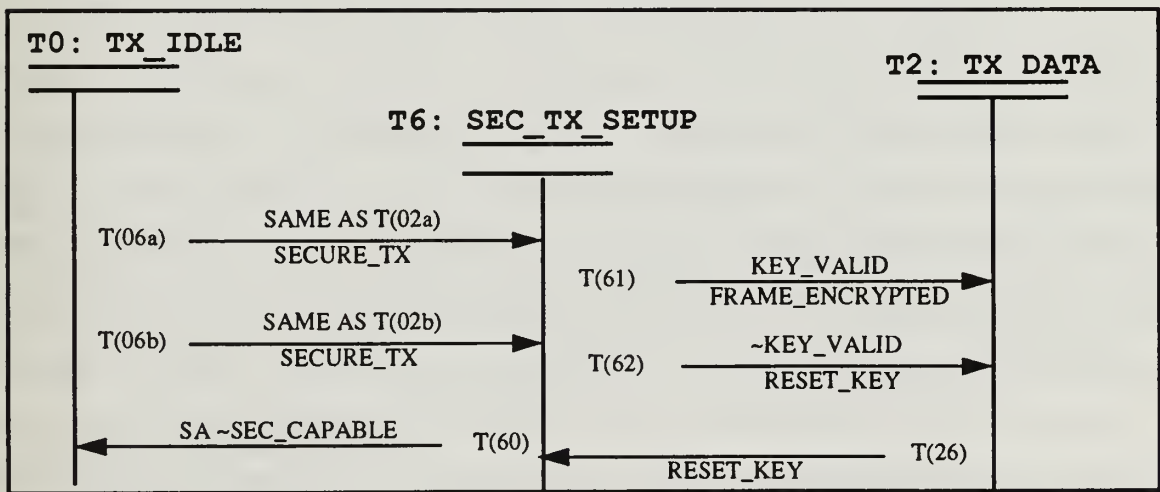 T0: TX_IDLE
T2: TX DATA
T6: SEC_TX_SETUP
T(06a)
SAME AS T(02a)
SECURE_TX
T(61)
KEY_VALID
FRAME_ENCRYPTED
T(06b)
SAME AS T(02b)
SECURE_TX
T(62)
~KEY_VALID
RESET_KEY
SA ~SEC_CAPABLE
T(60)
RESET_KEY
T(26)